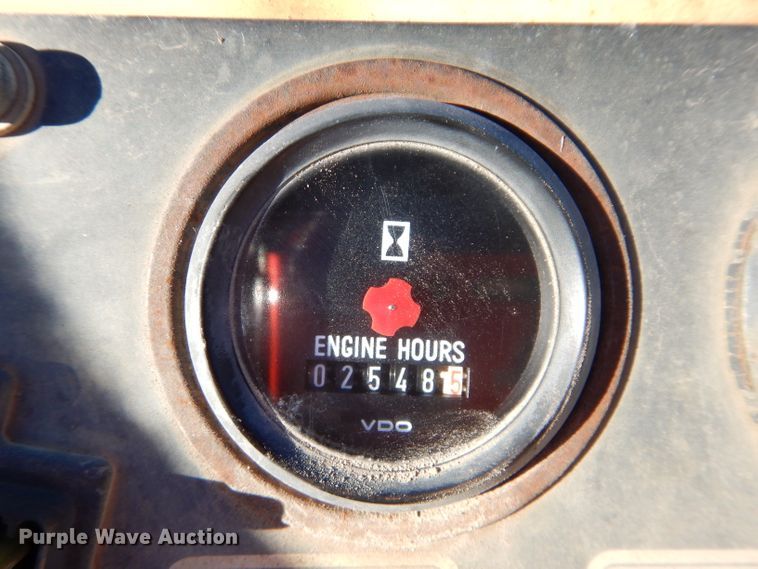 ENGINE HOURS
025485
VDO
Purple Wave Auction®